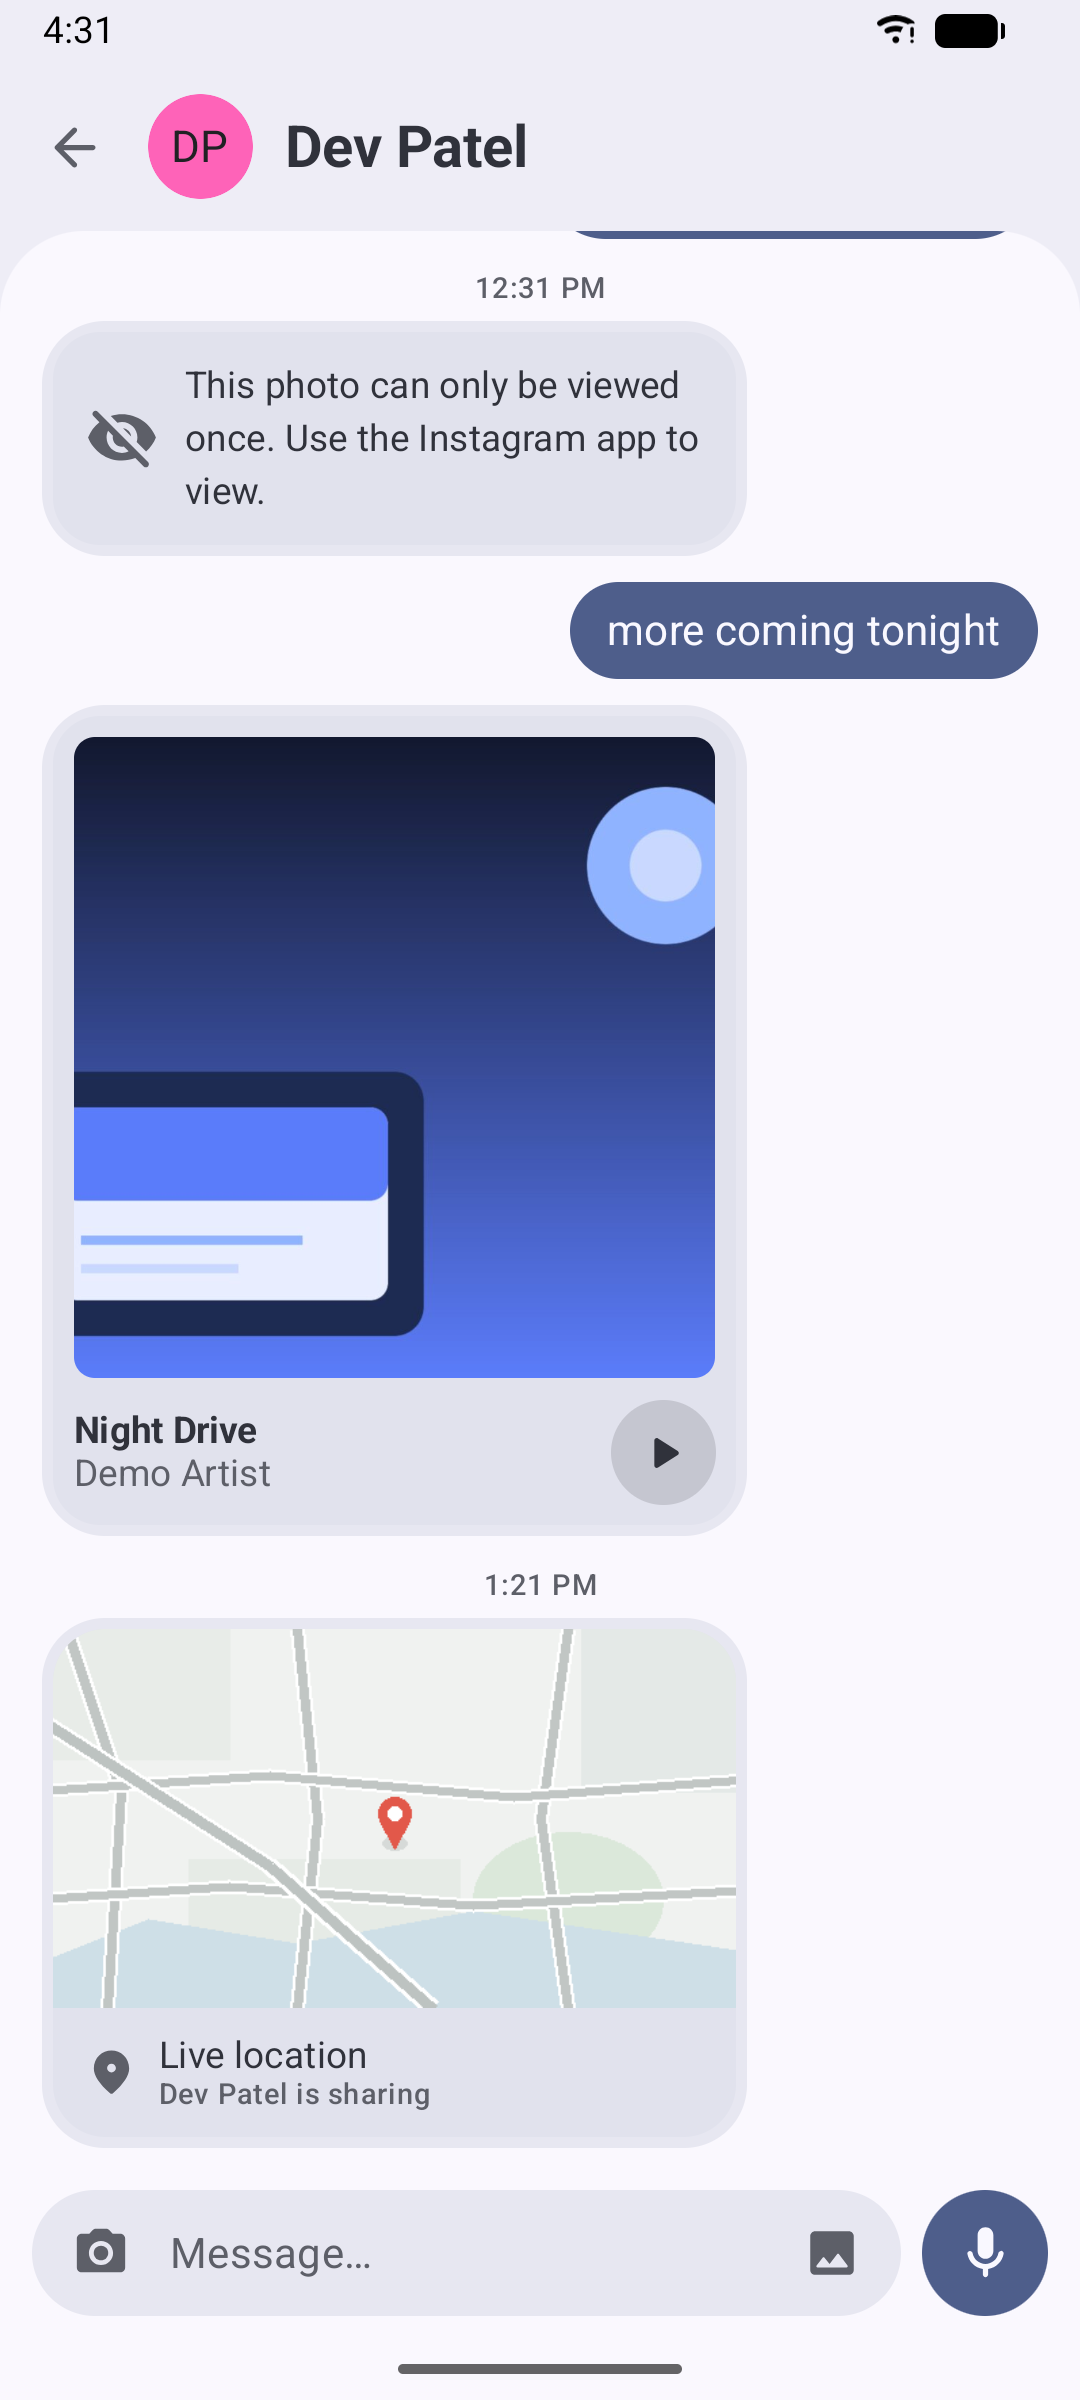 4:31
DP
Dev Patel
12:31 PM
This photo can only be viewed
once. Use the Instagram app to
view.
more coming tonight
Night Drive
Demo Artist
1:21 PM
Live location
Dev Patel is sharing
Message…